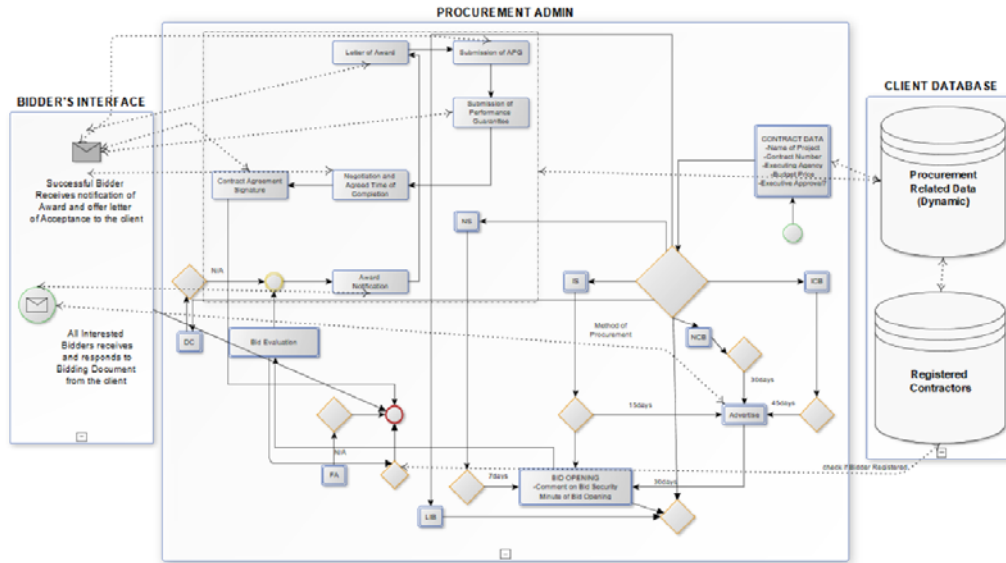 PROCUREMENT ADMIN
BIDDER'S INTERFACE
CLIENT DATABASE
Letter of Award
Submission of APG
Submission of
Performance
Guarantee
Successful Bidder
Receives notification of
Award and offer letter
of Acceptance to the client
Contract Agreement
Signature
Negotiation and
Agreed Time of
Completion
CONTRACT DATA
-Name of Project
-Contract Number
-Executing Agency
-Budget Price
-Executive Approval?
Procurement
Related Data
(Dynamic)
NS
N/A
Award
Notification
IS
ICB
All Interested
Bidders receives
and responds to
Bidding Document
from the client
DC
Bid Evaluation
Method of
Procurement
NCB
30days
Registered
Contractors
15days
Advertise
45days
N/A
PA
7days
BID OPENING
-Comment on Bid Security
Minute of Bid Opening
30days
check if Bidder Registered
LIB